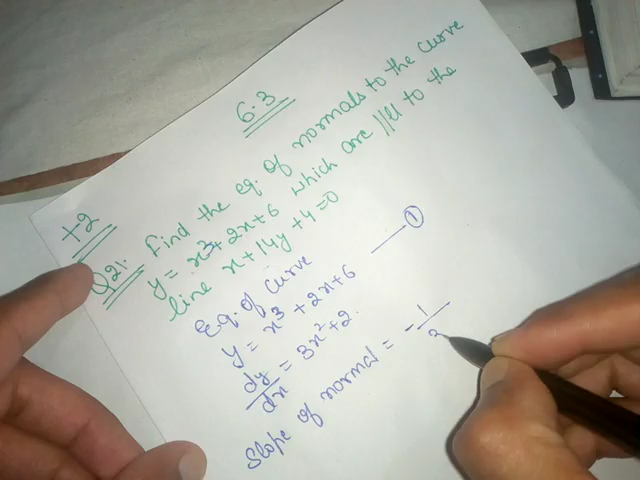 6.3
+2
Q21. Find the eq. of normals to the curve
y = x³+2x+6 which are //el to the
line x+14y+4=0
Eq. of curve
y = x³ + 2x+6 —— ①
dy/dx = 3x²+2.
Slope of normal = -1/3